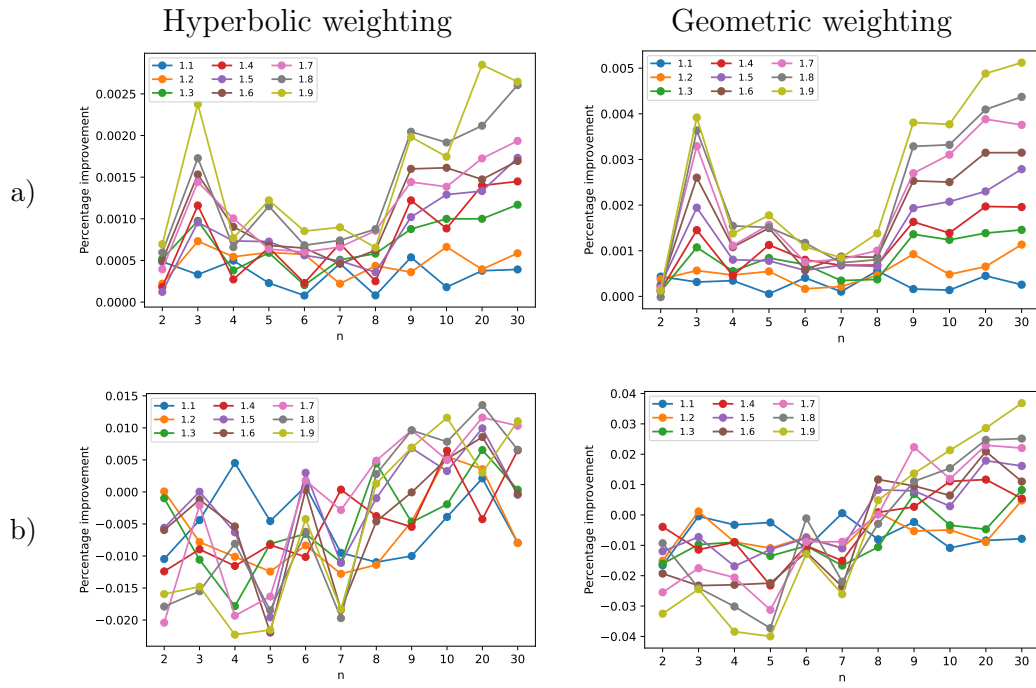 Hyperbolic weighting
Geometric weighting
a)
Percentage improvement
0.0025
0.0020
0.0015
0.0010
0.0005
0.0000
1.1 1.4 1.7
1.2 1.5 1.8
1.3 1.6 1.9
2 3 4 5 6 7 8 9 10 20 30
n
Percentage improvement
0.005
0.004
0.003
0.002
0.001
0.000
1.1 1.4 1.7
1.2 1.5 1.8
1.3 1.6 1.9
2 3 4 5 6 7 8 9 10 20 30
n
b)
Percentage improvement
0.015
0.010
0.005
0.000
−0.005
−0.010
−0.015
−0.020
1.1 1.4 1.7
1.2 1.5 1.8
1.3 1.6 1.9
2 3 4 5 6 7 8 9 10 20 30
n
Percentage improvement
0.04
0.03
0.02
0.01
0.00
−0.01
−0.02
−0.03
−0.04
1.1 1.4 1.7
1.2 1.5 1.8
1.3 1.6 1.9
2 3 4 5 6 7 8 9 10 20 30
n